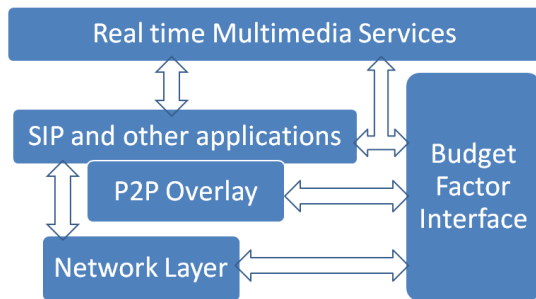 Real time Multimedia Services
SIP and other applications
P2P Overlay
Network Layer
Budget
Factor
Interface